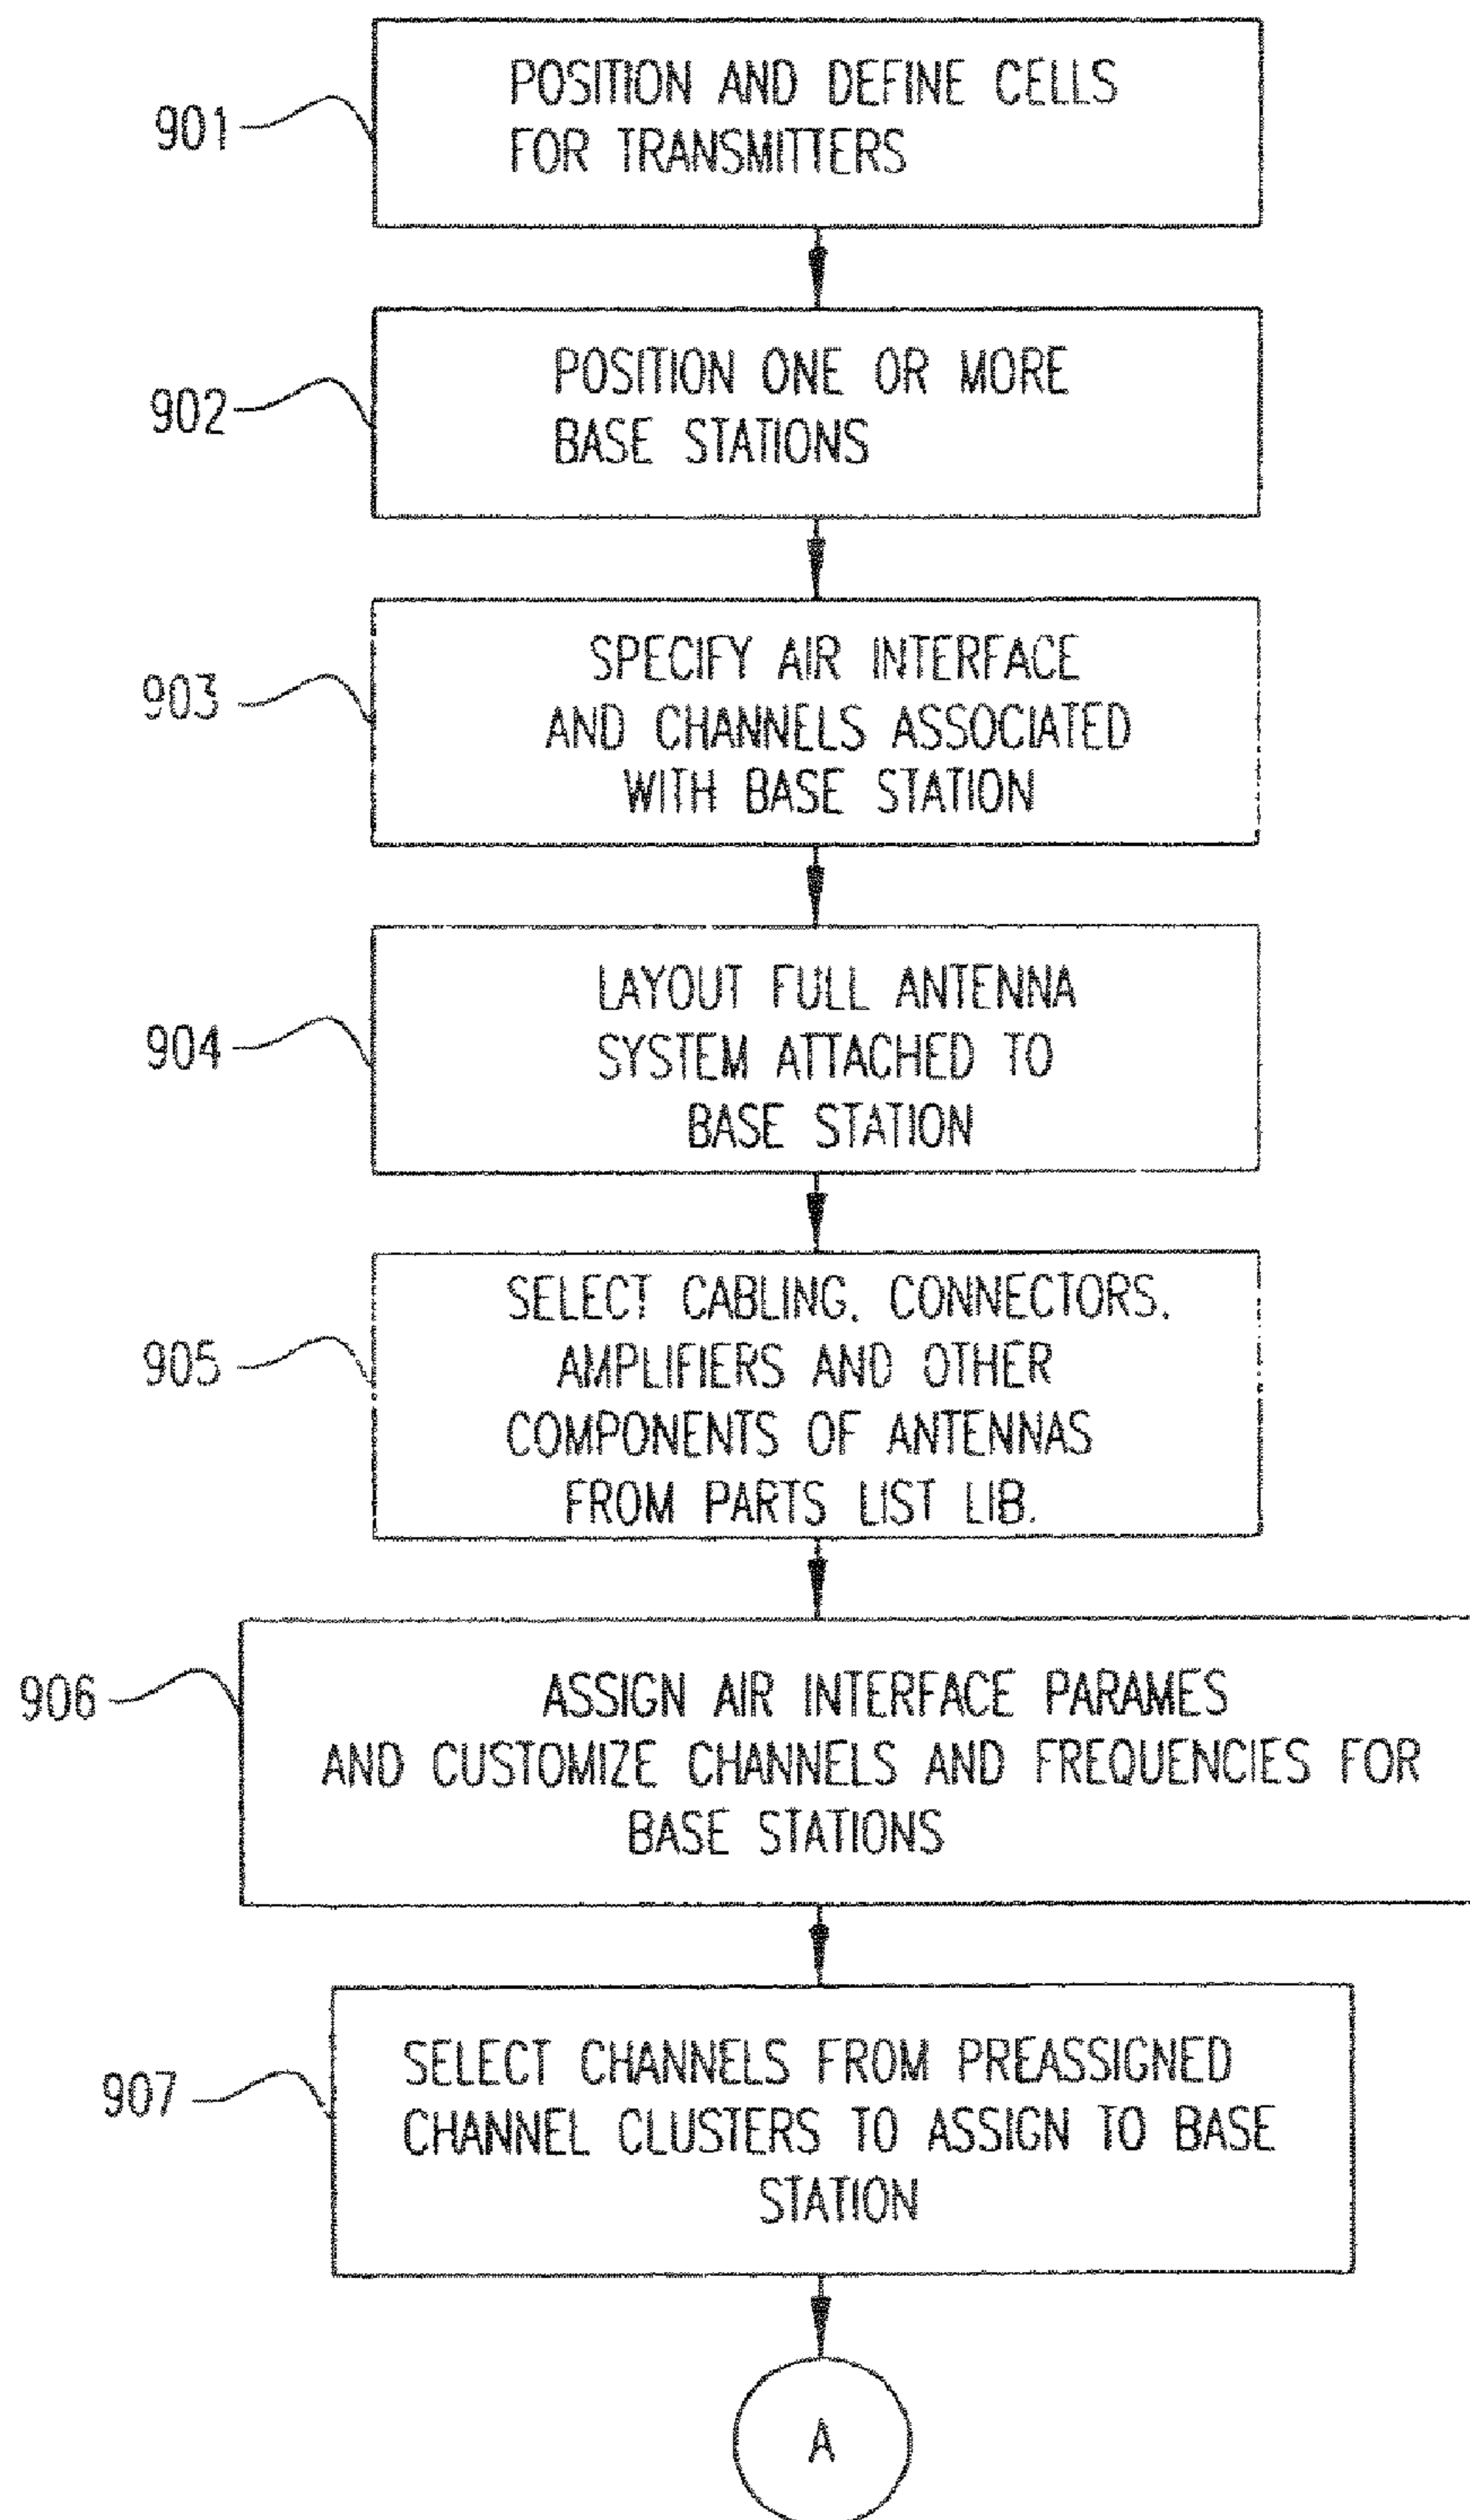 901
POSITION AND DEFINE CELLS
FOR TRANSMITTERS
902
POSITION ONE OR MORE
BASE STATIONS
903
SPECIFY AIR INTERFACE
AND CHANNELS ASSOCIATED
WITH BASE STATION
904
LAYOUT FULL ANTENNA
SYSTEM ATTACHED TO
BASE STATION
905
SELECT CABLING, CONNECTORS,
AMPLIFIERS AND OTHER
COMPONENTS OF ANTENNAS
FROM PARTS LIST LIB.
906
ASSIGN AIR INTERFACE PARAMES
AND CUSTOMIZE CHANNELS AND FREQUENCIES FOR
BASE STATIONS
907
SELECT CHANNELS FROM PREASSIGNED
CHANNEL CLUSTERS TO ASSIGN TO BASE
STATION
A